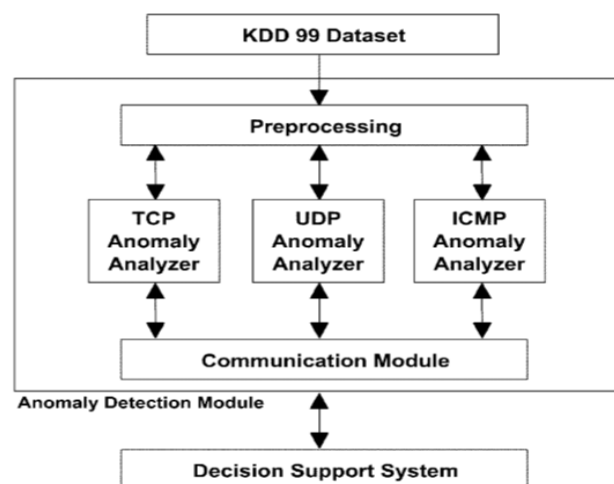 KDD 99 Dataset
Preprocessing
TCP
Anomaly
Analyzer
UDP
Anomaly
Analyzer
ICMP
Anomaly
Analyzer
Communication Module
Anomaly Detection Module
Decision Support System